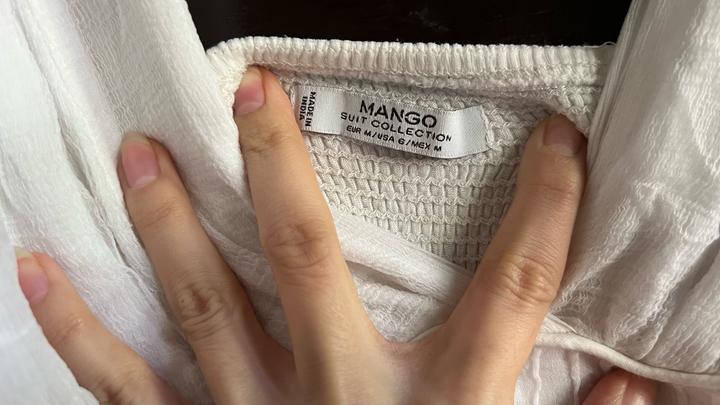 MADE IN
INDIA
MANGO
SUIT COLLECTION
EUR M/USA 6/MEX M